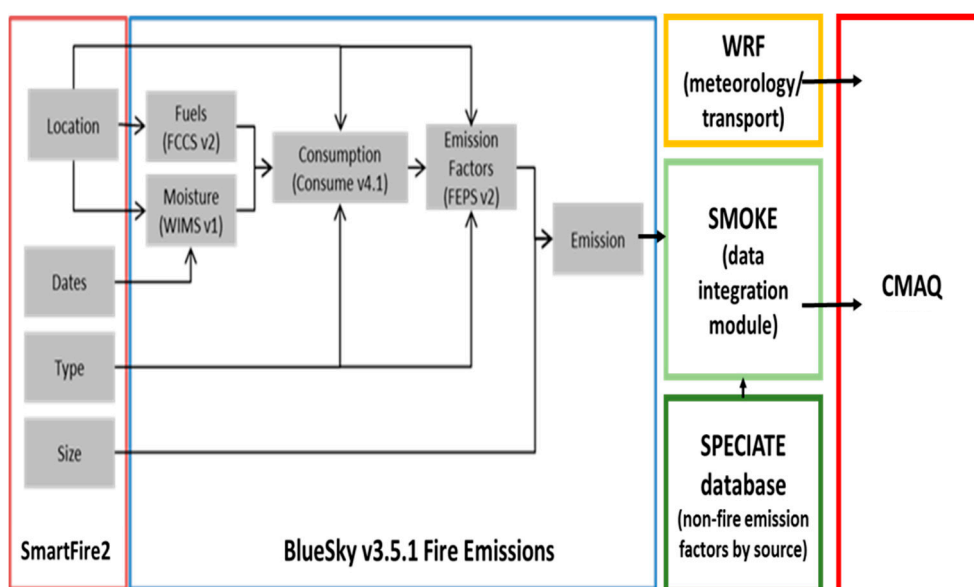 Location
Dates
Type
Size
SmartFire2
Fuels
(FCCS v2)
Moisture
(WIMS v1)
Consumption
(Consume v4.1)
Emission
Factors
(FEPS v2)
Emission
BlueSky v3.5.1 Fire Emissions
WRF
(meteorology/
transport)
SMOKE
(data
integration
module)
SPECIATE
database
(non-fire emission
factors by source)
CMAQ